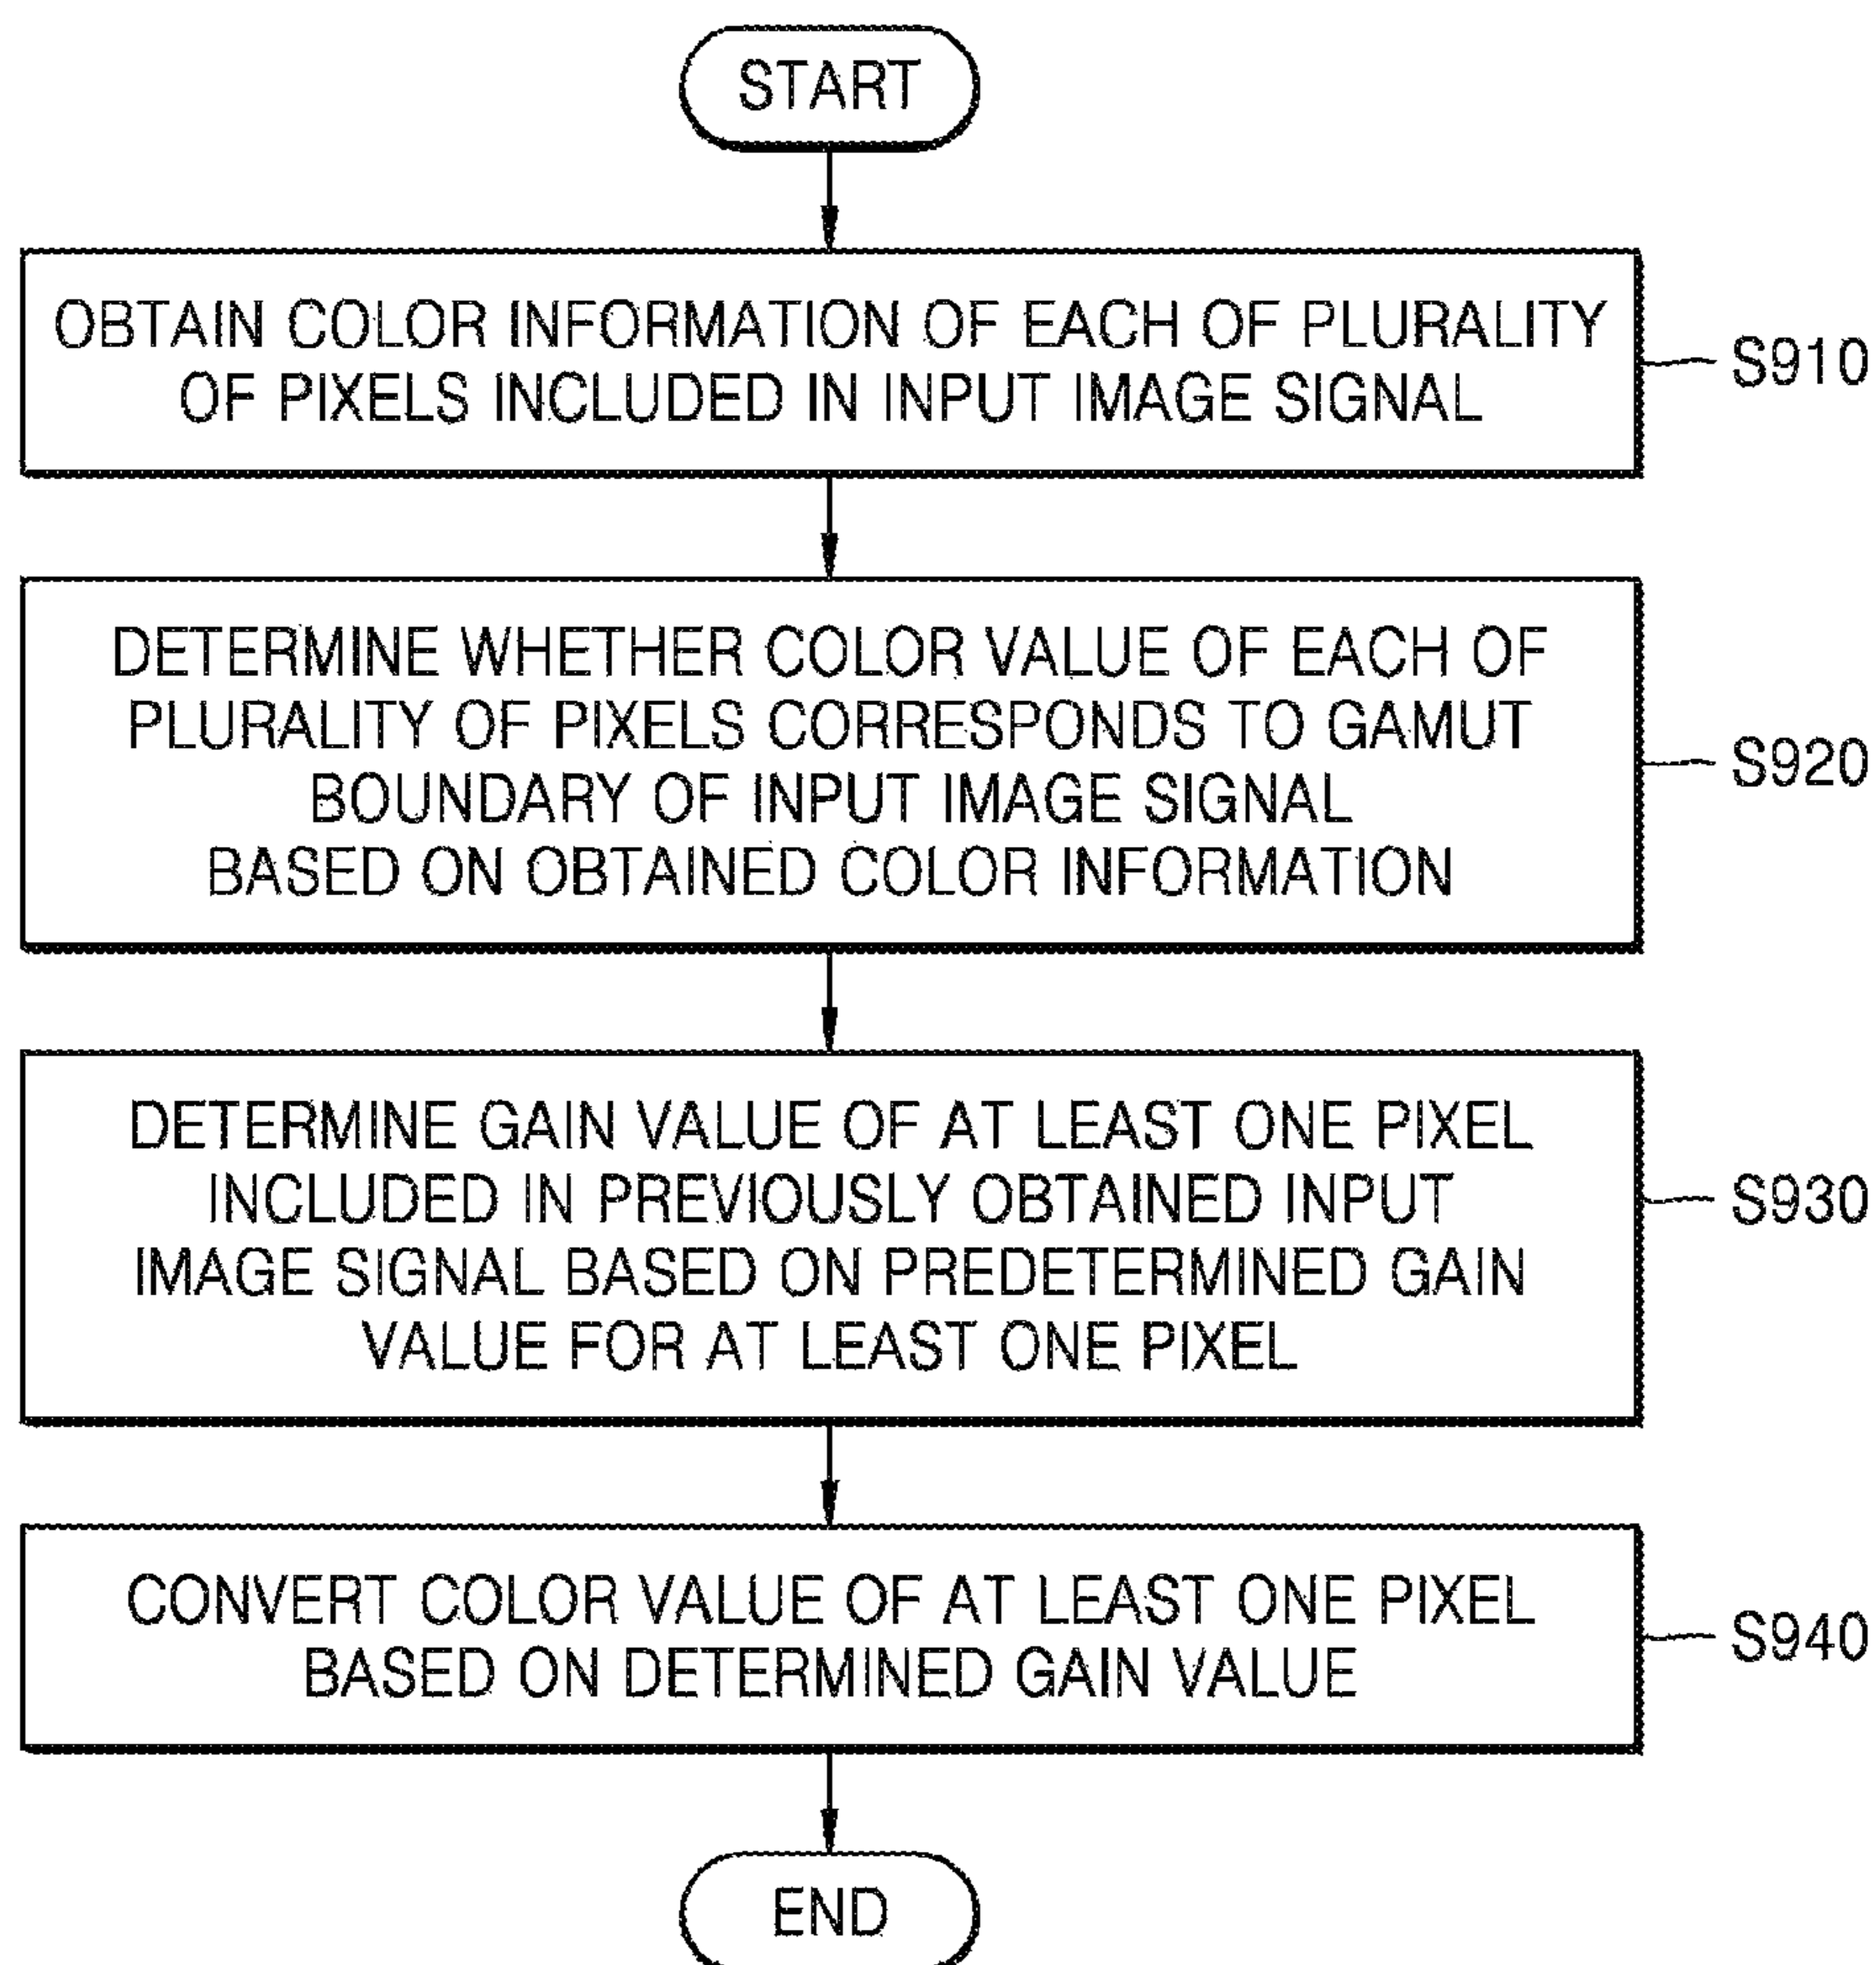 START
OBTAIN COLOR INFORMATION OF EACH OF PLURALITY
OF PIXELS INCLUDED IN INPUT IMAGE SIGNAL
S910
DETERMINE WHETHER COLOR VALUE OF EACH OF
PLURALITY OF PIXELS CORRESPONDS TO GAMUT
BOUNDARY OF INPUT IMAGE SIGNAL
BASED ON OBTAINED COLOR INFORMATION
S920
DETERMINE GAIN VALUE OF AT LEAST ONE PIXEL
INCLUDED IN PREVIOUSLY OBTAINED INPUT
IMAGE SIGNAL BASED ON PREDETERMINED GAIN
VALUE FOR AT LEAST ONE PIXEL
S930
CONVERT COLOR VALUE OF AT LEAST ONE PIXEL
BASED ON DETERMINED GAIN VALUE
S940
END